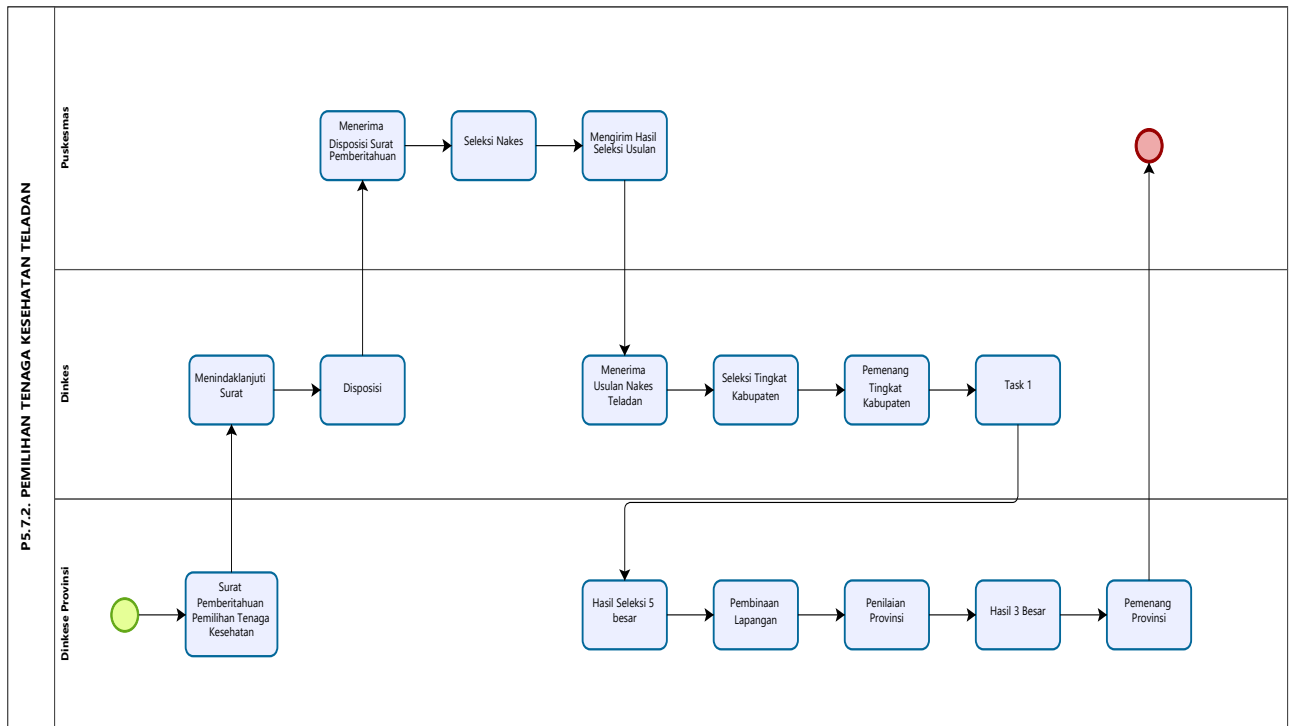 P5.7.2. PEMILIHAN TENAGA KESEHATAN TELADAN
Puskesmas
Menerima
Disposisi Surat
Pemberitahuan
Seleksi Nakes
Mengirim Hasil
Seleksi Usulan
Dinkes
Menindaklanjuti
Surat
Disposisi
Menerima
Usulan Nakes
Teladan
Seleksi Tingkat
Kabupaten
Pemenang
Tingkat
Kabupaten
Task 1
Dinkese Provinsi
Surat
Pemberitahuan
Pemilihan Tenaga
Kesehatan
Hasil Seleksi 5
besar
Pembinaan
Lapangan
Penilaian
Provinsi
Hasil 3 Besar
Pemenang
Provinsi